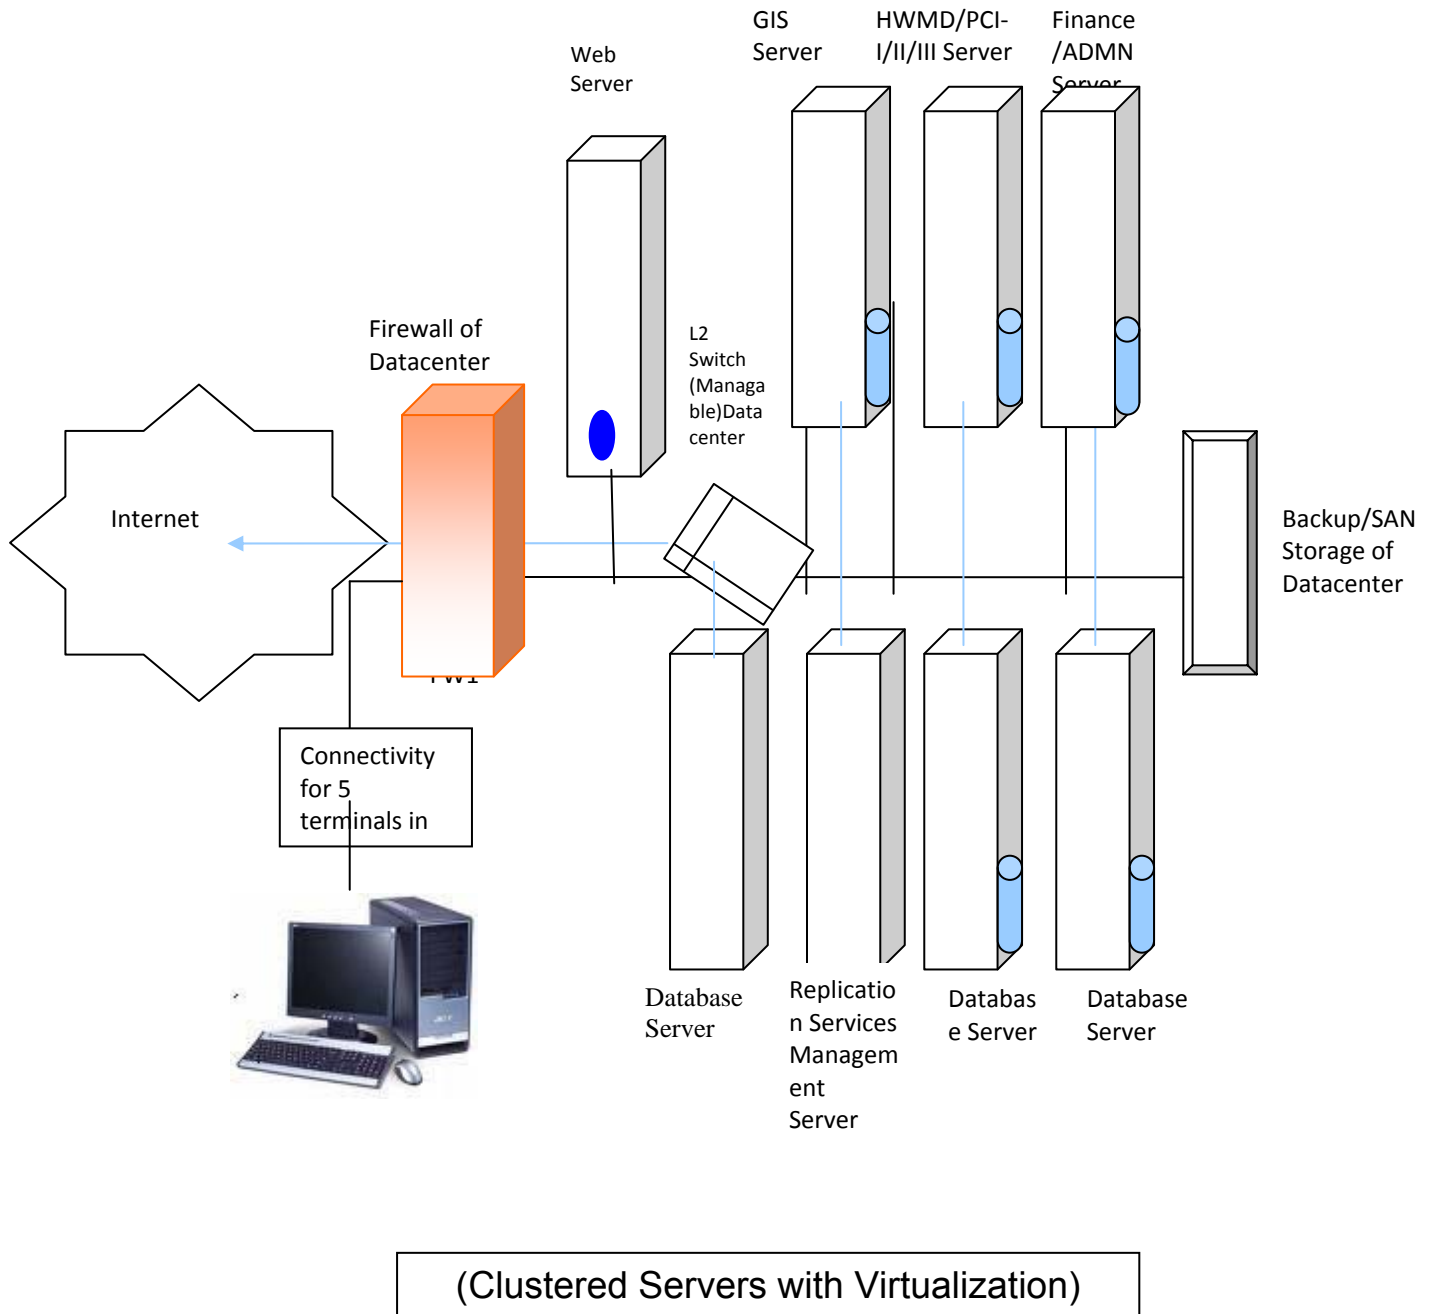 GIS
Server
HWMD/PCI-
I/II/III Server
Finance
/ADMN
Server
Web
Server
Firewall of
Datacenter
L2
Switch
(Managa
ble)Data
center
Internet
Backup/SAN
Storage of
Datacenter
FW1
Connectivity
for 5
terminals in
Database
Server
Replicatio
n Services
Managem
ent
Server
Databas
e Server
Database
Server
(Clustered Servers with Virtualization)